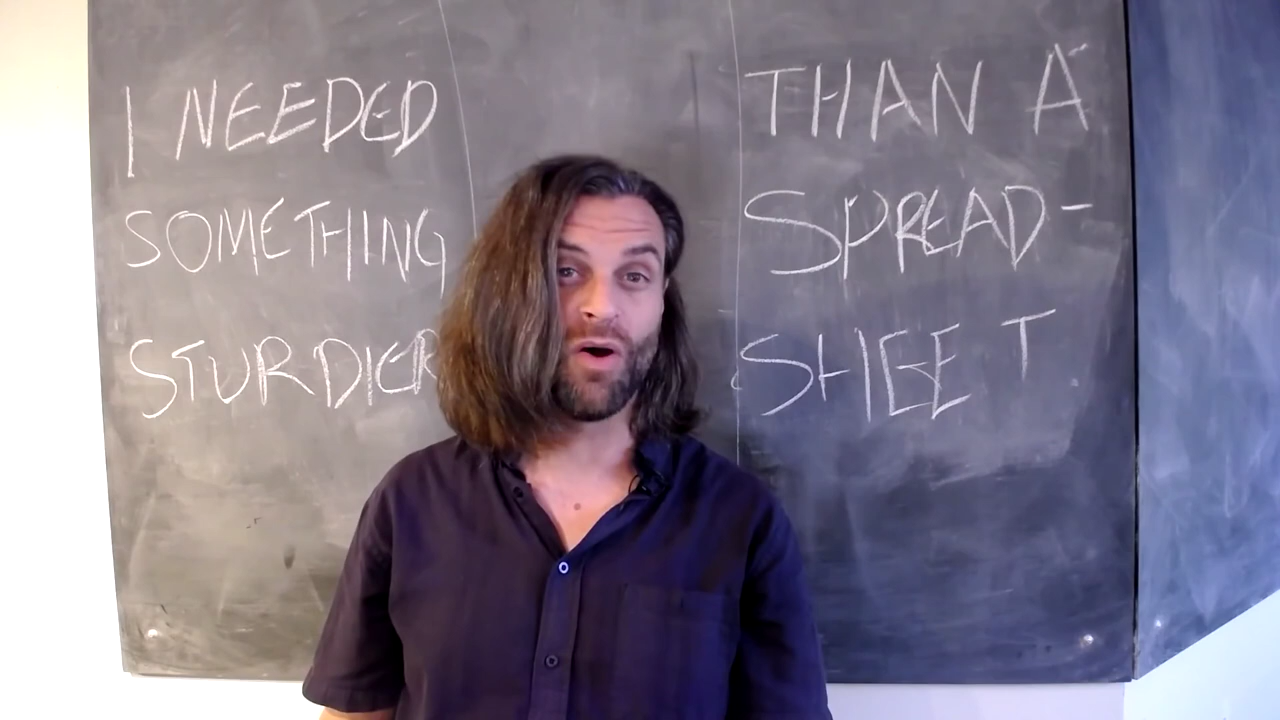 I NEEDED
SOMETHING
STURDIER
THAN A
SPREAD-
SHEET